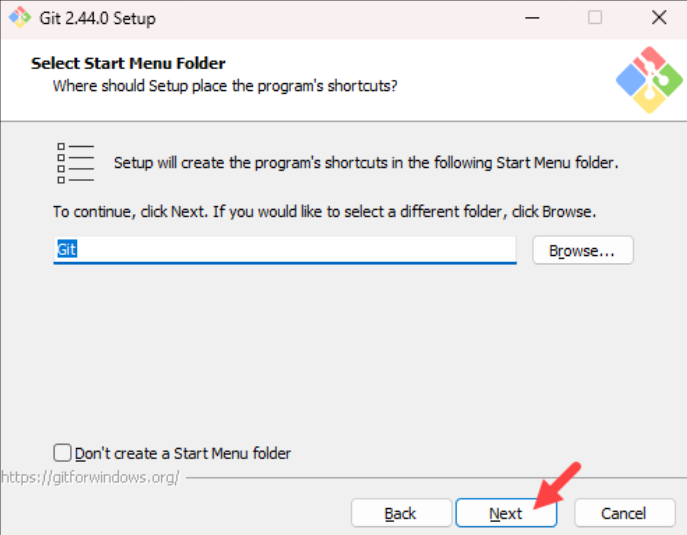 Git 2.44.0 Setup
Select Start Menu Folder
Where should Setup place the program's shortcuts?
Setup will create the program's shortcuts in the following Start Menu folder.
To continue, click Next. If you would like to select a different folder, click Browse.
Git
Browse...
Don't create a Start Menu folder
https://gitforwindows.org/
Back
Next
Cancel